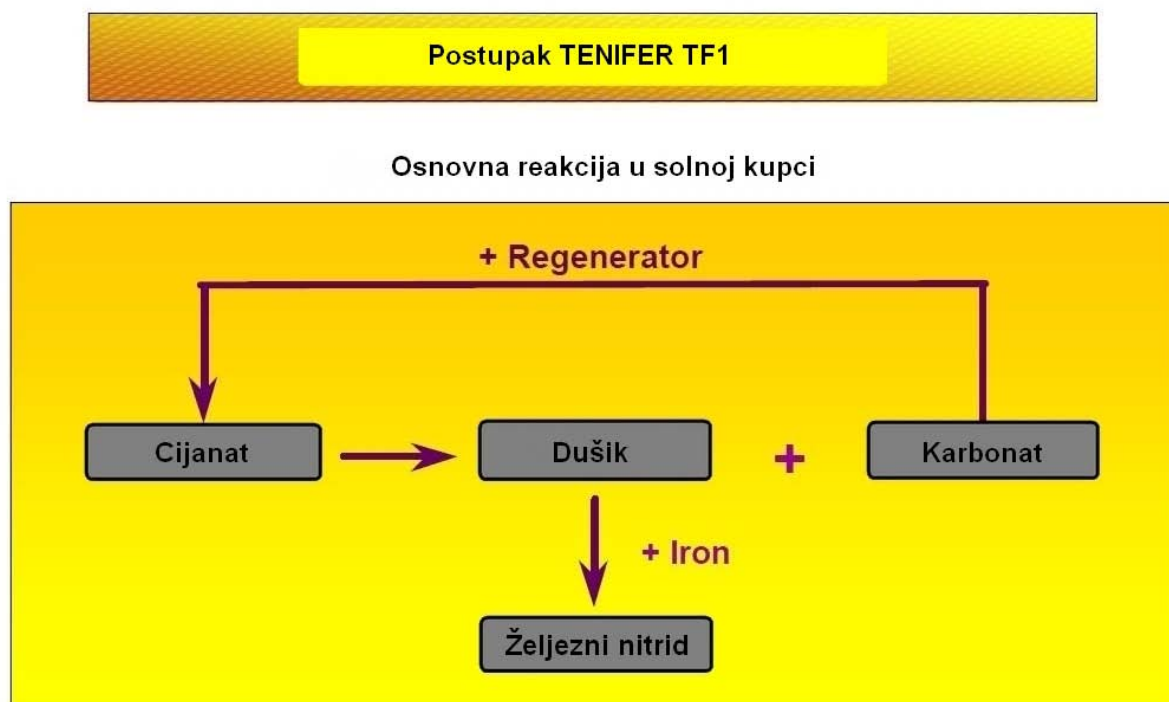 Postupak TENIFER TF1
Osnovna reakcija u solnoj kupci
+ Regenerator
Cijanat
Dušik
+
Karbonat
+ Iron
Željezni nitrid